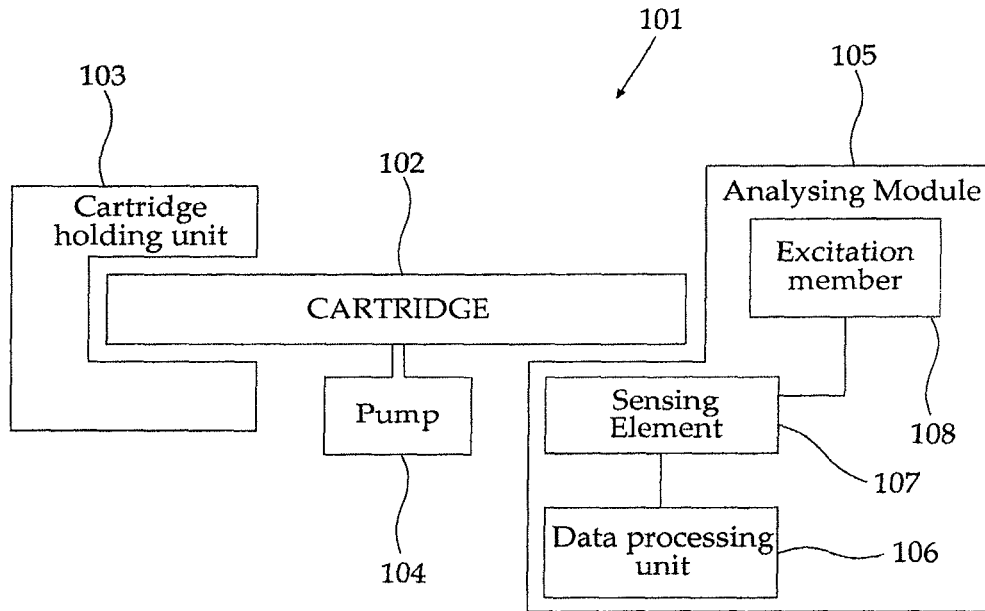 101
103
105
102
Cartridge
holding unit
Analysing Module
Excitation
member
CARTRIDGE
Pump
Sensing
Element
108
107
Data processing
unit
106
104